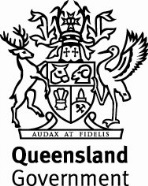 AUDAX AT FIDELIS
Queensland
Government